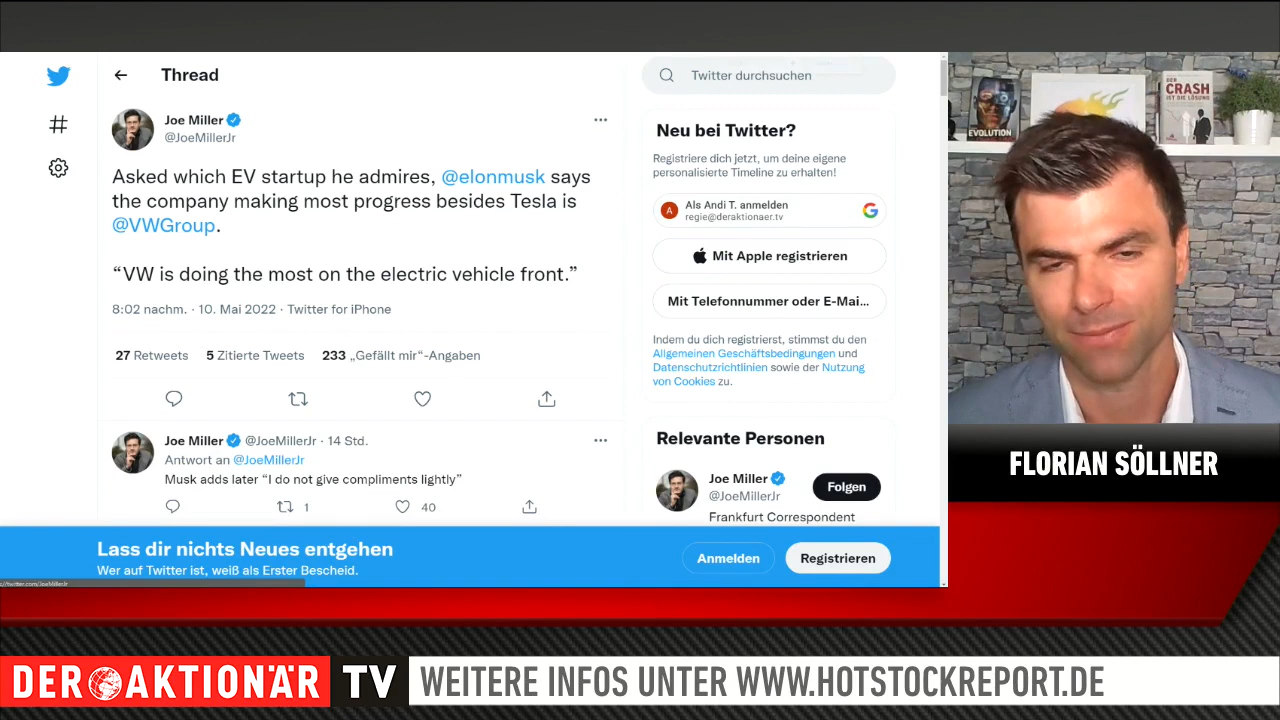 Thread
Twitter durchsuchen
Joe Miller
@JoeMillerJr
Asked which EV startup he admires, @elonmusk says
the company making most progress besides Tesla is
@VWGroup.
“VW is doing the most on the electric vehicle front.”
8:02 nachm. · 10. Mai 2022 · Twitter for iPhone
27 Retweets 5 Zitierte Tweets 233 „Gefällt mir“-Angaben
Joe Miller @JoeMillerJr · 14 Std.
Antwort an @JoeMillerJr
Musk adds later “I do not give compliments lightly”
1 40
Neu bei Twitter?
Registriere dich jetzt, um deine eigene
personalisierte Timeline zu erhalten!
A Als Andi T. anmelden
regie@deraktionaer.tv
Mit Apple registrieren
Mit Telefonnummer oder E-Mai...
Indem du dich registrierst, stimmst du den
Allgemeinen Geschäftsbedingungen und
Datenschutzrichtlinien sowie der Nutzung
von Cookies zu.
Relevante Personen
Joe Miller
@JoeMillerJr
Folgen
Frankfurt Correspondent
Lass dir nichts Neues entgehen
Wer auf Twitter ist, weiß als Erster Bescheid.
Anmelden
Registrieren
EVOLUTION
DER
CRASH
IST DIE LÖSUNG
FLORIAN SÖLLNER
DER AKTIONÄR TV
WEITERE INFOS UNTER WWW.HOTSTOCKREPORT.DE